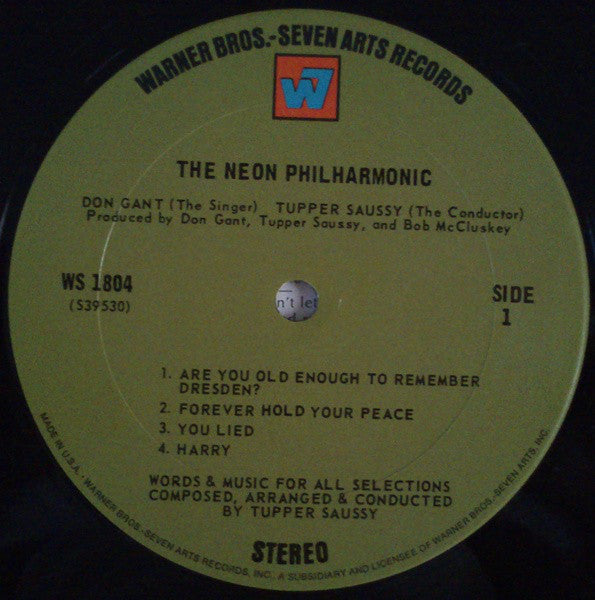 WARNER BROS.-SEVEN ARTS RECORDS
W7
THE NEON PHILHARMONIC
DON GANT (The Singer) TUPPER SAUSSY (The Conductor)
Produced by Don Gant, Tupper Saussy, and Bob McCluskey
WS 1804
(S39530)
SIDE
1
n't let
1. ARE YOU OLD ENOUGH TO REMEMBER
DRESDEN?
2. FOREVER HOLD YOUR PEACE
3. YOU LIED
4. HARRY
WORDS & MUSIC FOR ALL SELECTIONS
COMPOSED, ARRANGED & CONDUCTED
BY TUPPER SAUSSY
STEREO
MADE IN U.S.A. · WARNER BROS.-SEVEN ARTS RECORDS, INC., A SUBSIDIARY AND LICENSEE OF WARNER BROS.-SEVEN ARTS, INC.